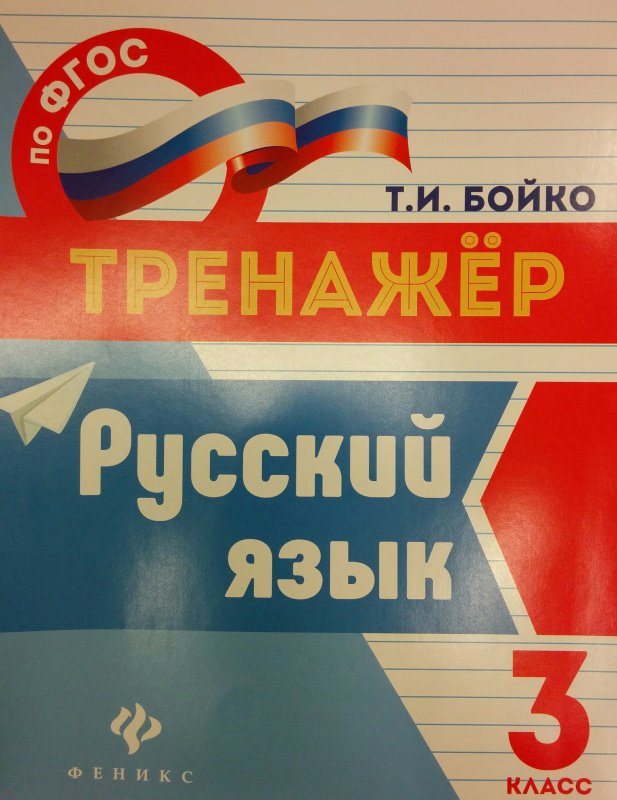 ПО ФГОС
Т.И. БОЙКО
ТРЕНАЖЁР
Русский
язык
3
КЛАСС
ФЕНИКС